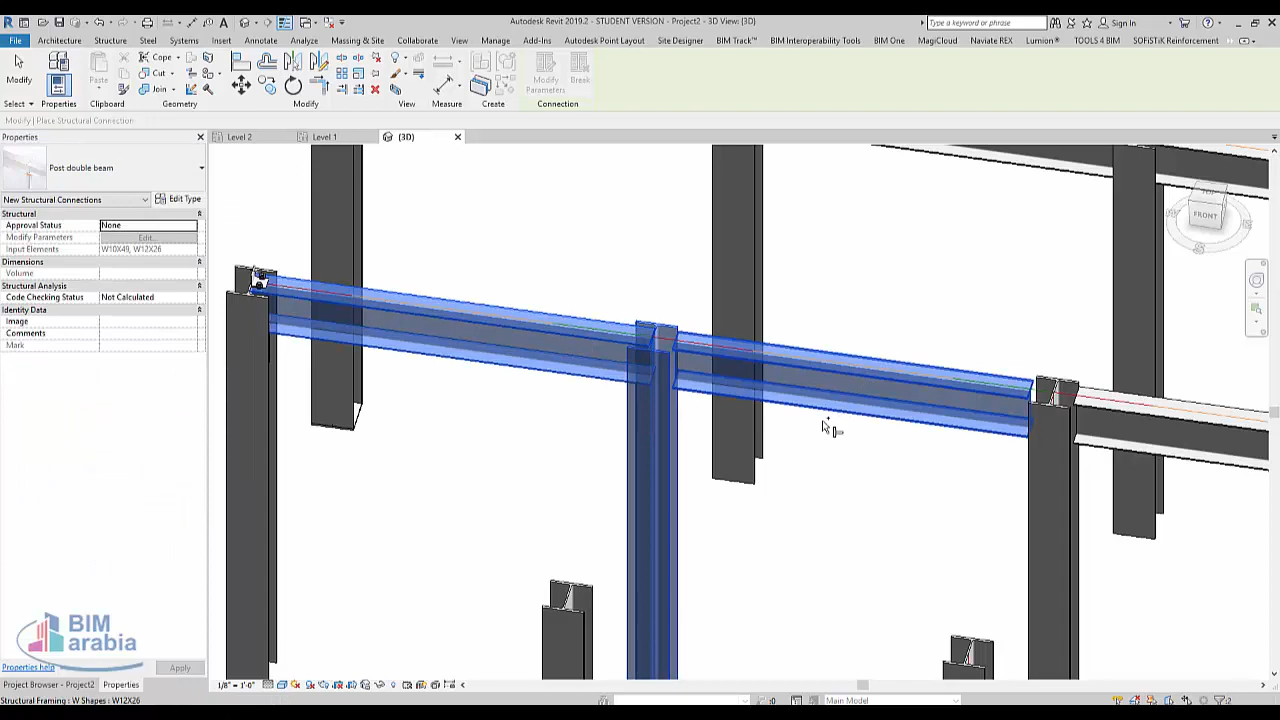 Autodesk Revit 2019.2 - STUDENT VERSION - Project2 - 3D View: {3D}
Type a keyword or phrase
Sign In
File Architecture Structure Steel Systems Insert Annotate Analyze Massing & Site Collaborate View Manage Add-Ins Autodesk Point Layout Site Designer BIM Track™ BIM Interoperability Tools BIM One MagiCloud Naviate REX Lumion® TOOLS 4 BIM SOFiSTiK Reinforcement
Modify
Paste
Cope
Cut
Join
Modify Parameters
Break
Select Properties Clipboard Geometry Modify View Measure Create Connection
Modify | Place Structural Connection
Properties
Level 2
Level 1
{3D}
Post double beam
New Structural Connections
Edit Type
Structural
Approval Status None
Modify Parameters Edit...
Input Elements W10X49, W12X26
Dimensions
Volume
Structural Analysis
Code Checking Status Not Calculated
Identity Data
Image
Comments
Mark
TOP
FRONT
BIM
arabia
Properties help
Apply
Project Browser - Project2
Properties
1/8" = 1'-0"
Structural Framing : W Shapes : W12X26
:0
Main Model
:2